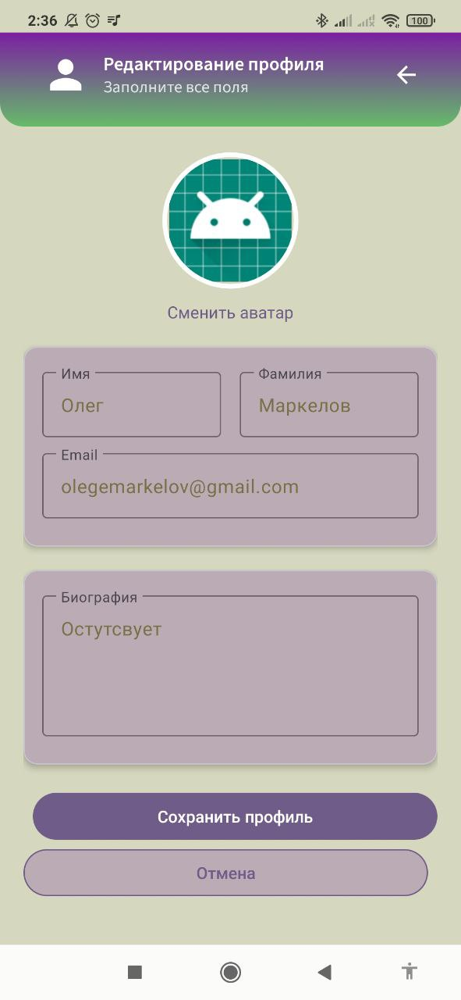 2:36
100
Редактирование профиля
Заполните все поля
Сменить аватар
Имя
Фамилия
Олег
Маркелов
Email
olegemarkelov@gmail.com
Биография
Остутсвует
Сохранить профиль
Отмена